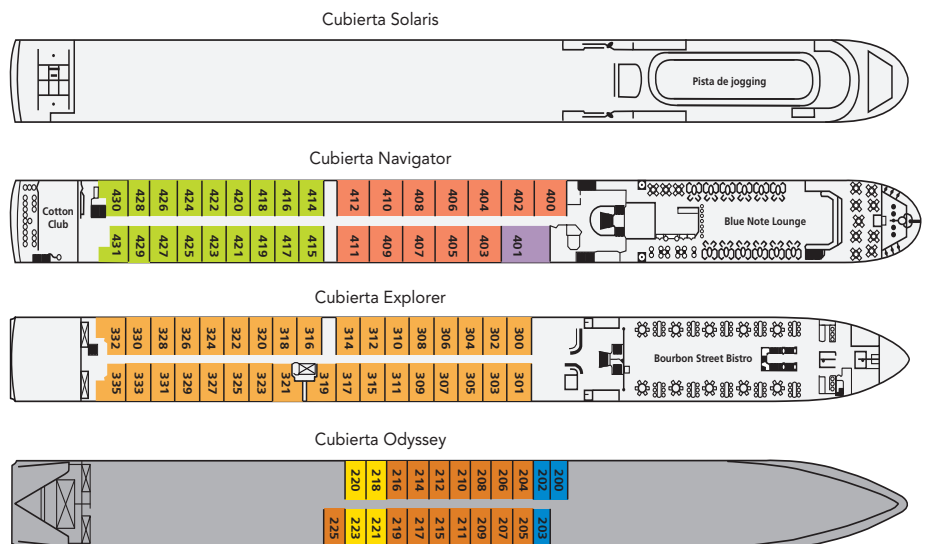 Cubierta Solaris
Pista de jogging
Cubierta Navigator
430 428 426 424 422 420 418 416 414 412 410 408 406 404 402 400
Cotton
Club
Blue Note Lounge
431 429 427 425 423 421 419 417 415 411 409 407 405 403 401
Cubierta Explorer
332 330 328 326 324 322 320 318 316 314 312 310 308 306 304 302 300
Bourbon Street Bistro
335 333 331 329 327 325 323 321 319 317 315 311 309 307 305 303 301
Cubierta Odyssey
220 218 216 214 212 210 208 206 204 202 200
225 223 221 219 217 215 211 209 207 205 203